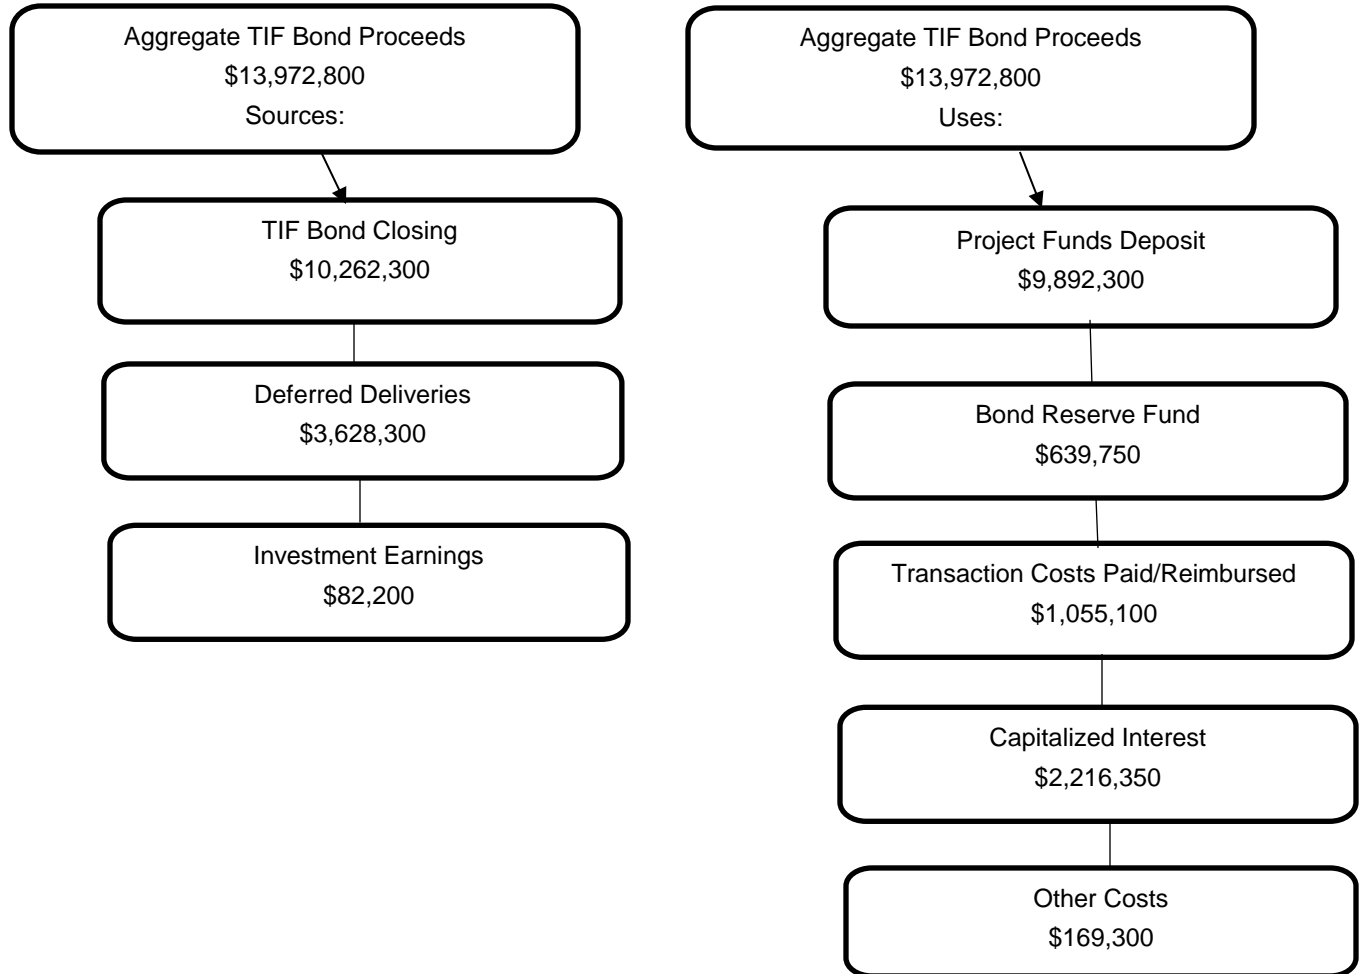 Aggregate TIF Bond Proceeds
$13,972,800
Sources:
TIF Bond Closing
$10,262,300
Deferred Deliveries
$3,628,300
Investment Earnings
$82,200
Aggregate TIF Bond Proceeds
$13,972,800
Uses:
Project Funds Deposit
$9,892,300
Bond Reserve Fund
$639,750
Transaction Costs Paid/Reimbursed
$1,055,100
Capitalized Interest
$2,216,350
Other Costs
$169,300